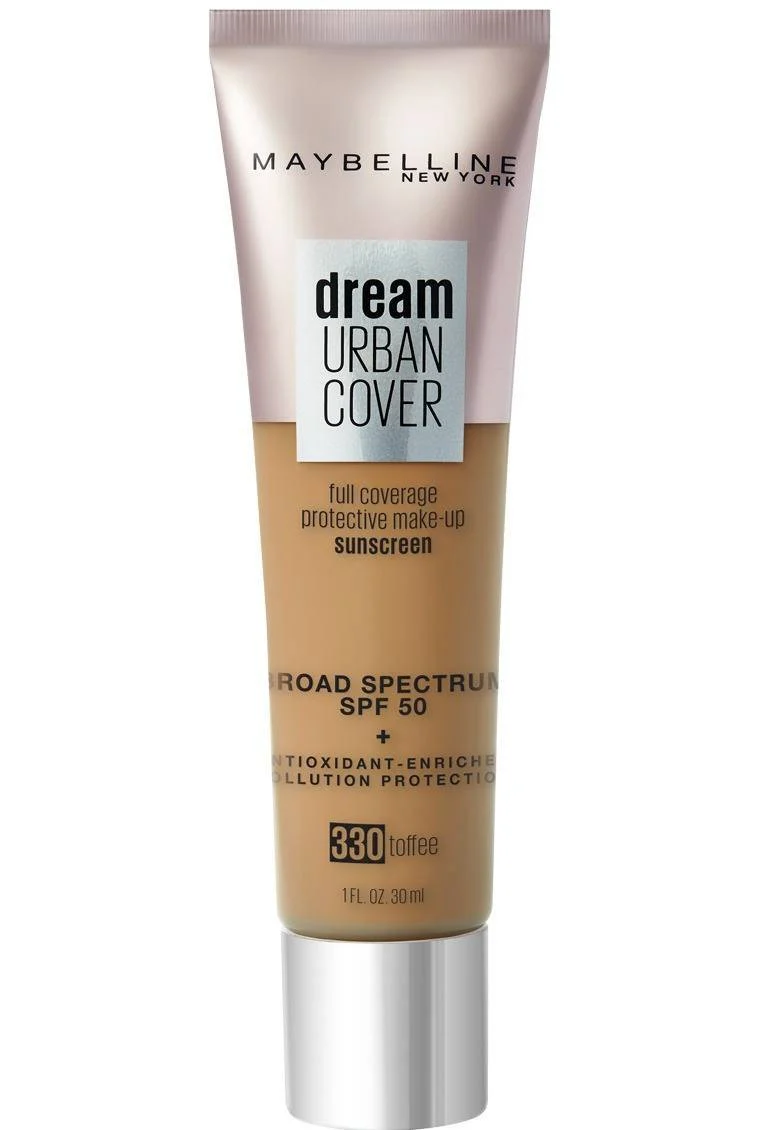 MAYBELLINE
NEW YORK
dream
URBAN
COVER
full coverage
protective make-up
sunscreen
BROAD SPECTRUM
SPF 50
+
NTIOXIDANT-ENRICHE
OLLUTION PROTECTIO
330 toffee
1 FL. OZ. 30 ml